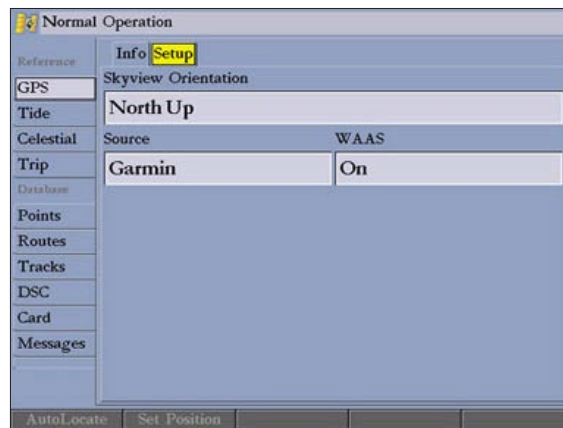 Normal Operation
Info Setup
Reference
GPS
Tide
Celestial
Trip
Database
Points
Routes
Tracks
DSC
Card
Messages
Skyview Orientation
North Up
Source WAAS
Garmin On
AutoLocate Set Position